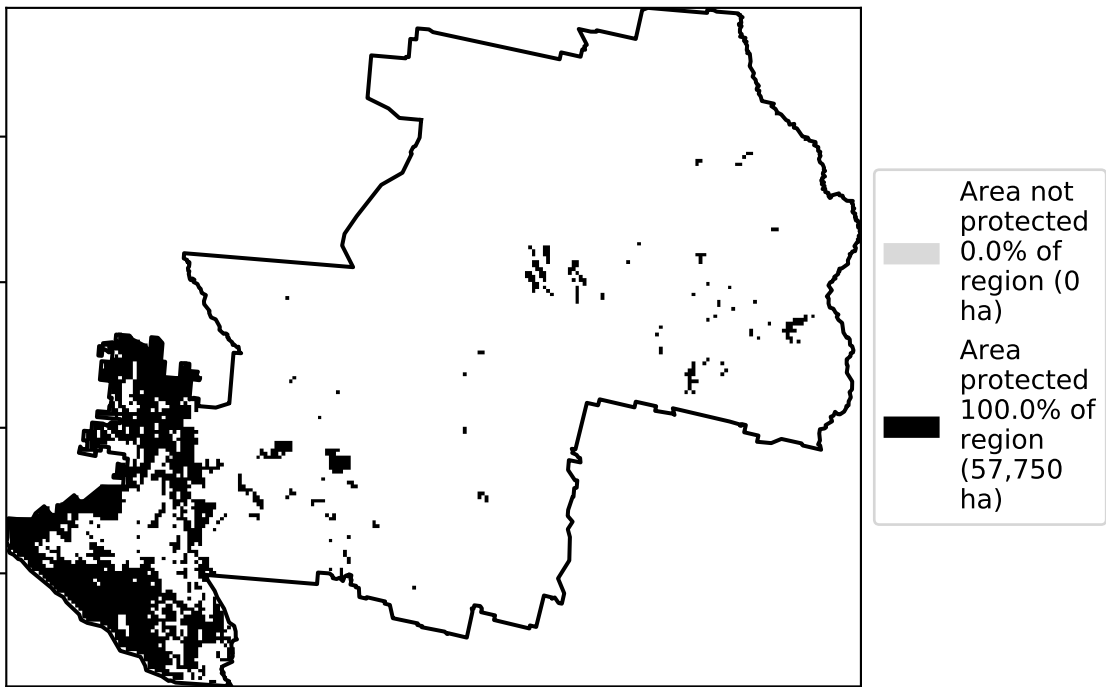 Area not
protected
0.0% of
region (0
ha)
Area
protected
100.0% of
region
(57,750
ha)